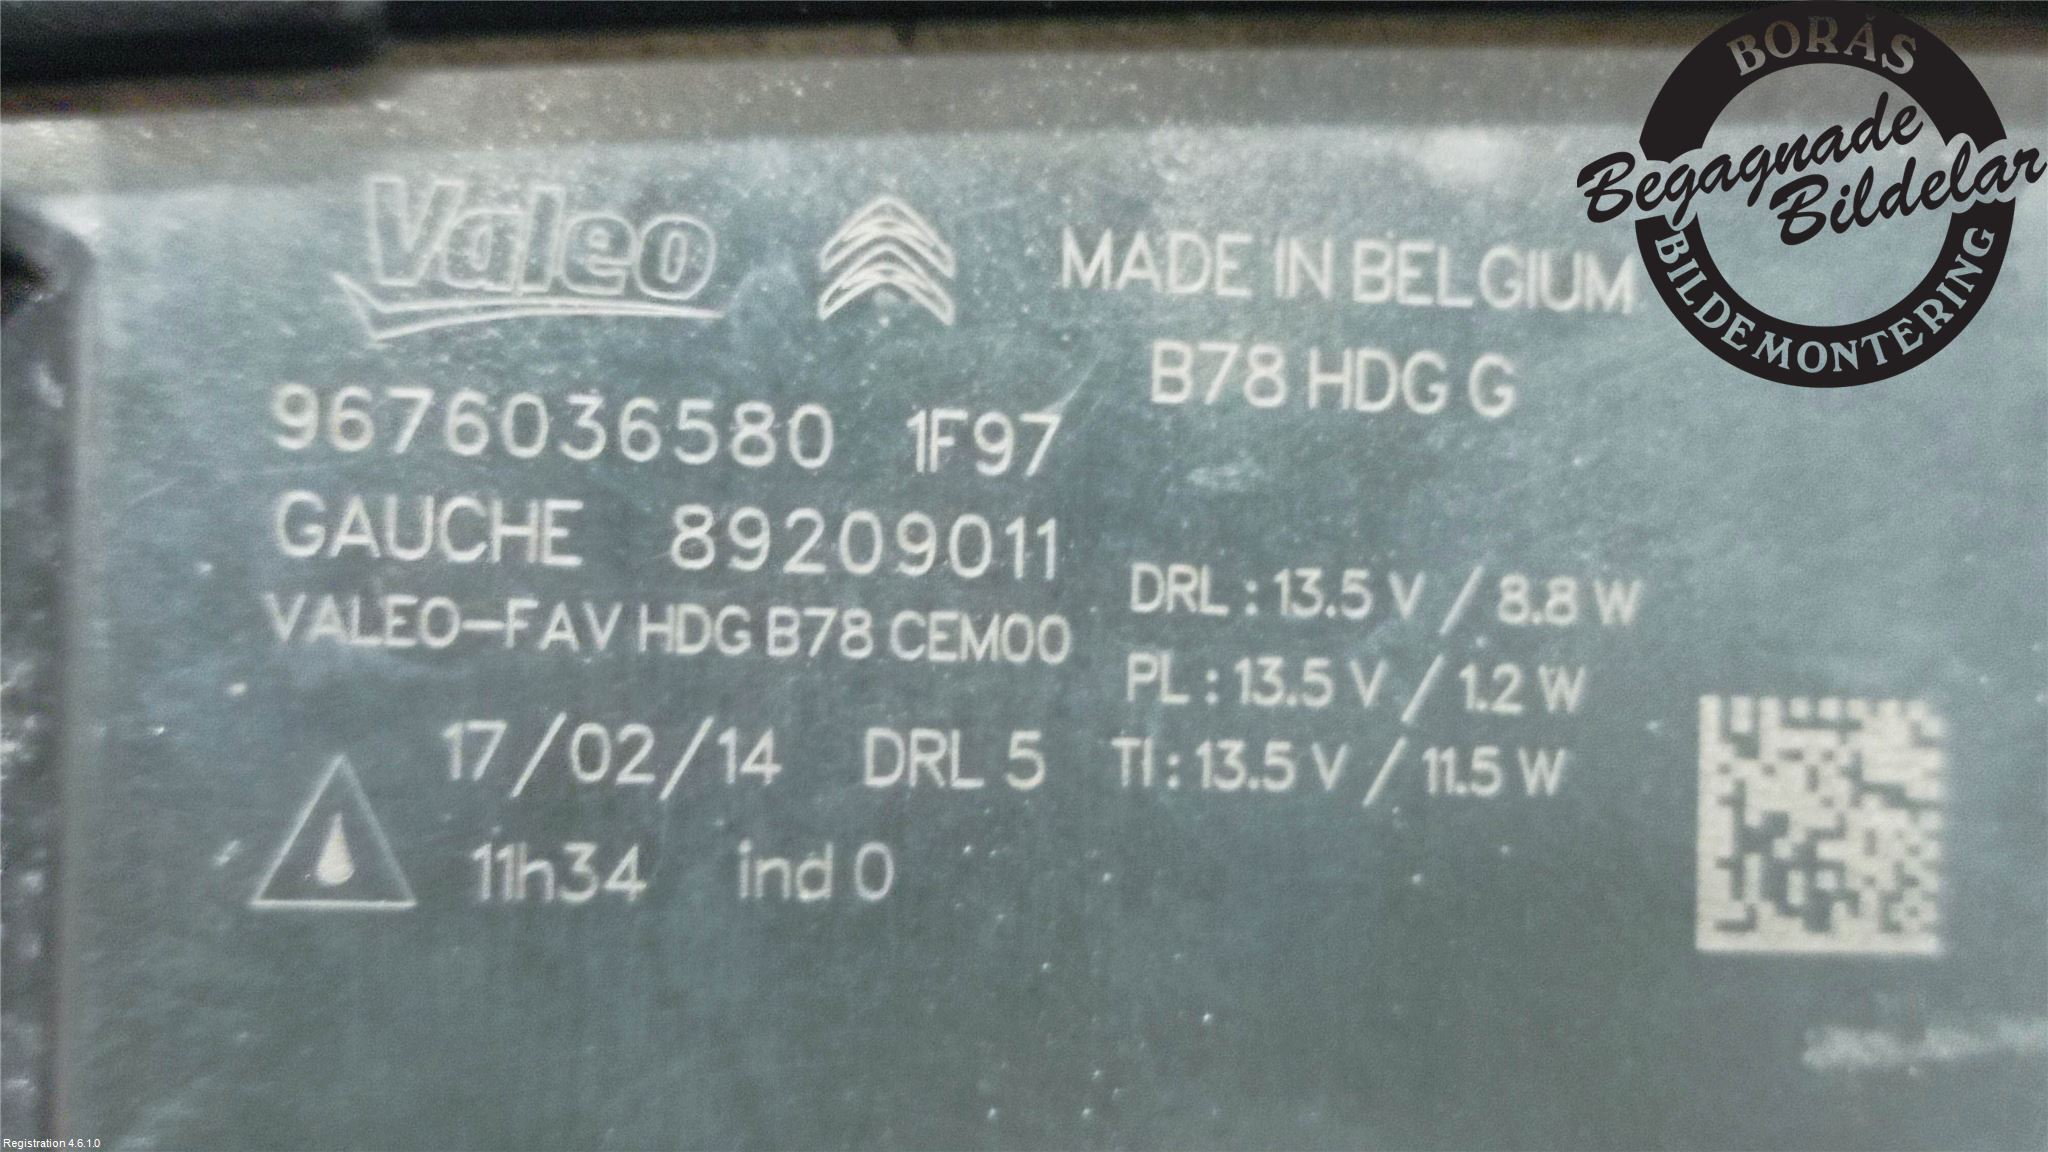 Valeo
MADE IN BELGIUM
B78 HDG G
9676036580 1F97
GAUCHE 89209011
VALEO-FAV HDG B78 CEM00
17/02/14 DRL 5
11h34 ind 0
DRL : 13.5 V / 8.8 W
PL : 13.5 V / 1.2 W
TI : 13.5 V / 11.5 W
BORÅS
Begagnade
Bildelar
BILDEMONTERING
Registration 4.6.1.0